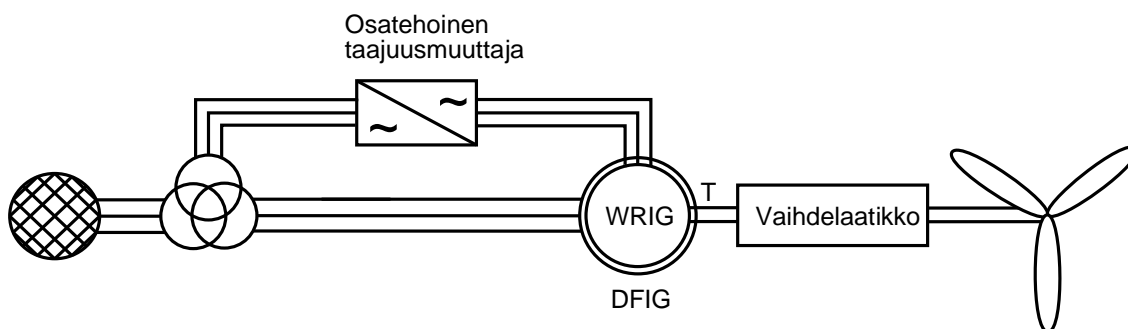 Osatehoinen
taajuusmuuttaja
~
~
T
WRIG
Vaihdelaatikko
DFIG